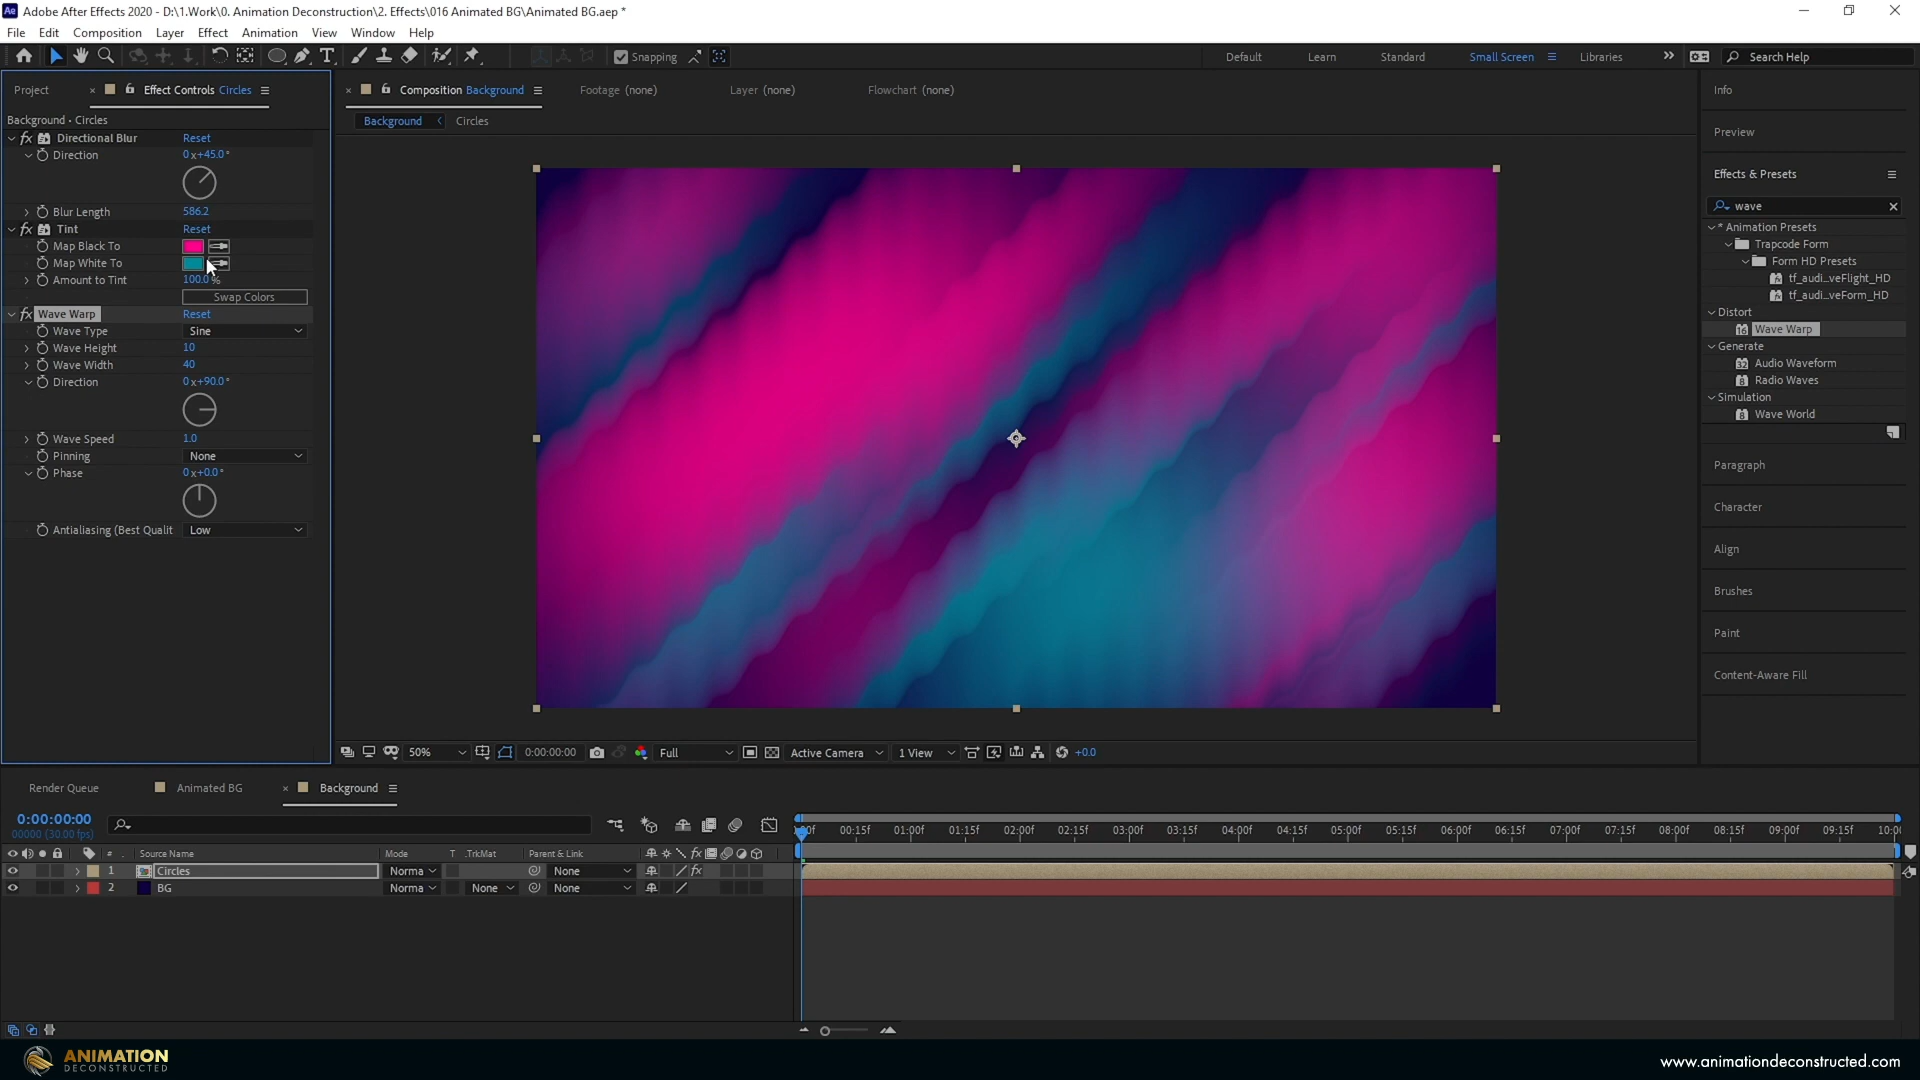 Adobe After Effects 2020 - D:\1.Work\0. Animation Deconstruction\2. Effects\016 Animated BG\Animated BG.aep *
File Edit Composition Layer Effect Animation View Window Help
Snapping Default Learn Standard Small Screen Libraries Search Help
Project Effect Controls Circles
Background • Circles
Directional Blur Reset
Direction 0x+45.0°
Blur Length 586.2
Tint Reset
Map Black To
Map White To
Amount to Tint 100.0 %
Swap Colors
Wave Warp Reset
Wave Type Sine
Wave Height 10
Wave Width 40
Direction 0x+90.0°
Wave Speed 1.0
Pinning None
Phase 0x+0.0°
Antialiasing (Best Qualit Low
Composition Background Footage (none) Layer (none) Flowchart (none)
Background Circles
50% 0:00:00:00 Full Active Camera 1 View +0.0
Info
Preview
Effects & Presets
wave
* Animation Presets
Trapcode Form
Form HD Presets
tf_audi...veFlight_HD
tf_audi...veForm_HD
Distort
16 Wave Warp
Generate
32 Audio Waveform
8 Radio Waves
Simulation
8 Wave World
Paragraph
Character
Align
Brushes
Paint
Content-Aware Fill
Render Queue Animated BG Background
0:00:00:00
00000 (30.00 fps)
00f 00:15f 01:00f 01:15f 02:00f 02:15f 03:00f 03:15f 04:00f 04:15f 05:00f 05:15f 06:00f 06:15f 07:00f 07:15f 08:00f 08:15f 09:00f 09:15f 10:0
# . Source Name Mode T .TrkMat Parent & Link
1 Circles Norma None
2 BG Norma None None
ANIMATION
DECONSTRUCTED
www.animationdeconstructed.com